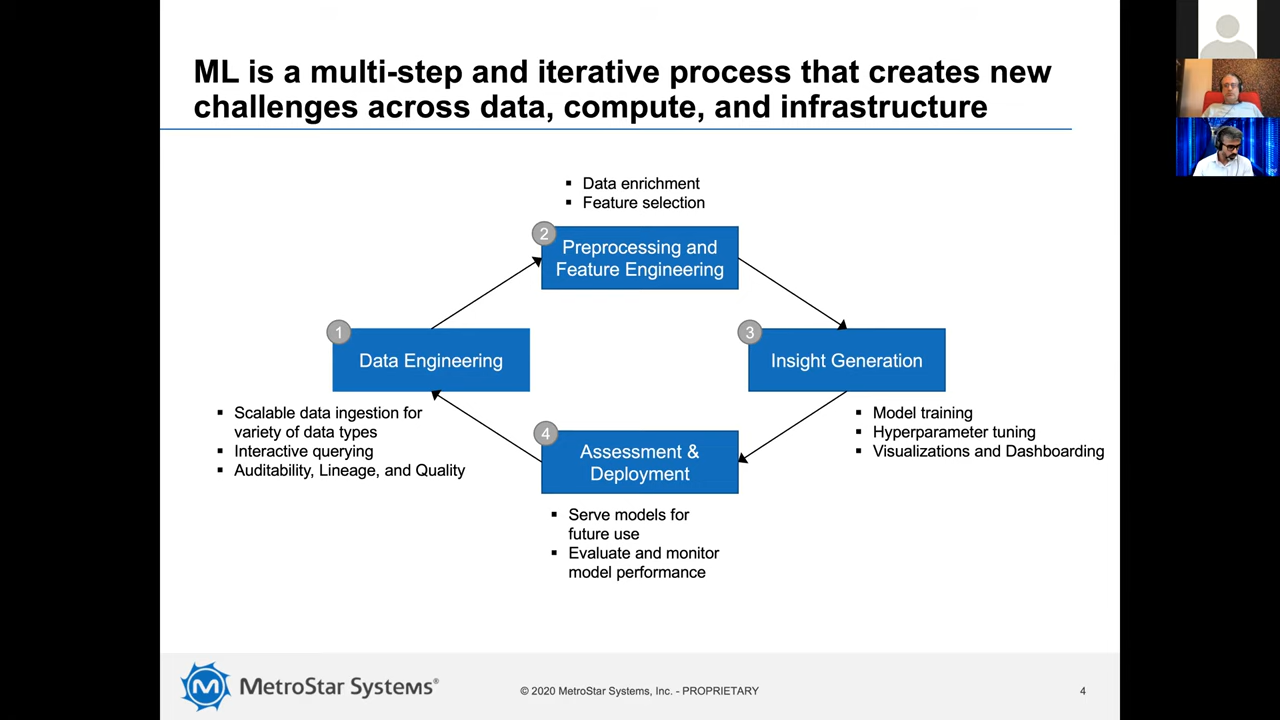 ML is a multi-step and iterative process that creates new
challenges across data, compute, and infrastructure
▪ Data enrichment
▪ Feature selection
2
Preprocessing and
Feature Engineering
1
Data Engineering
3
Insight Generation
▪ Scalable data ingestion for
variety of data types
▪ Interactive querying
▪ Auditability, Lineage, and Quality
▪ Model training
▪ Hyperparameter tuning
▪ Visualizations and Dashboarding
4
Assessment &
Deployment
▪ Serve models for
future use
▪ Evaluate and monitor
model performance
M MetroStar Systems®
© 2020 MetroStar Systems, Inc. - PROPRIETARY
4